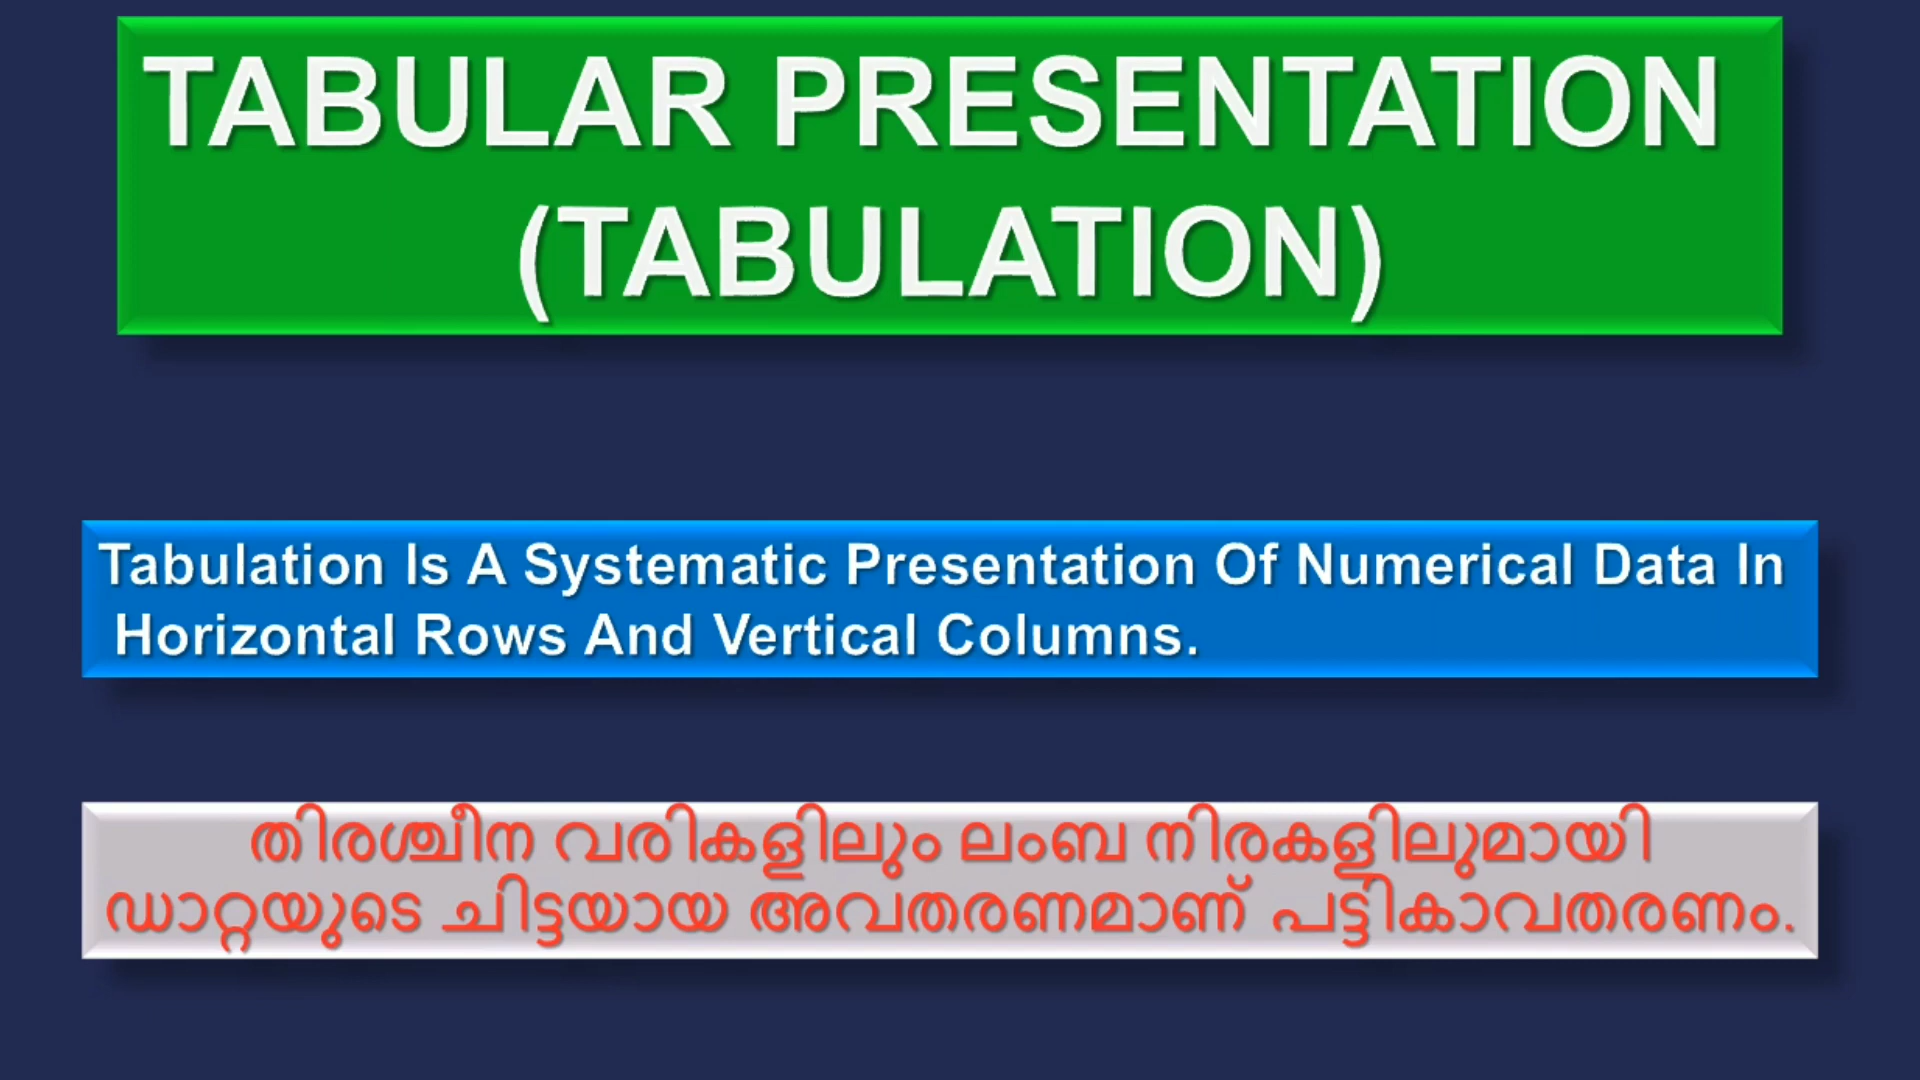 TABULAR PRESENTATION
(TABULATION)
Tabulation Is A Systematic Presentation Of Numerical Data In
Horizontal Rows And Vertical Columns.
തിരശ്ചീന വരികളിലും ലംബ നിരകളിലുമായി
ഡാറ്റയുടെ ചിട്ടയായ അവതരണമാണ് പട്ടികാവതരണം.